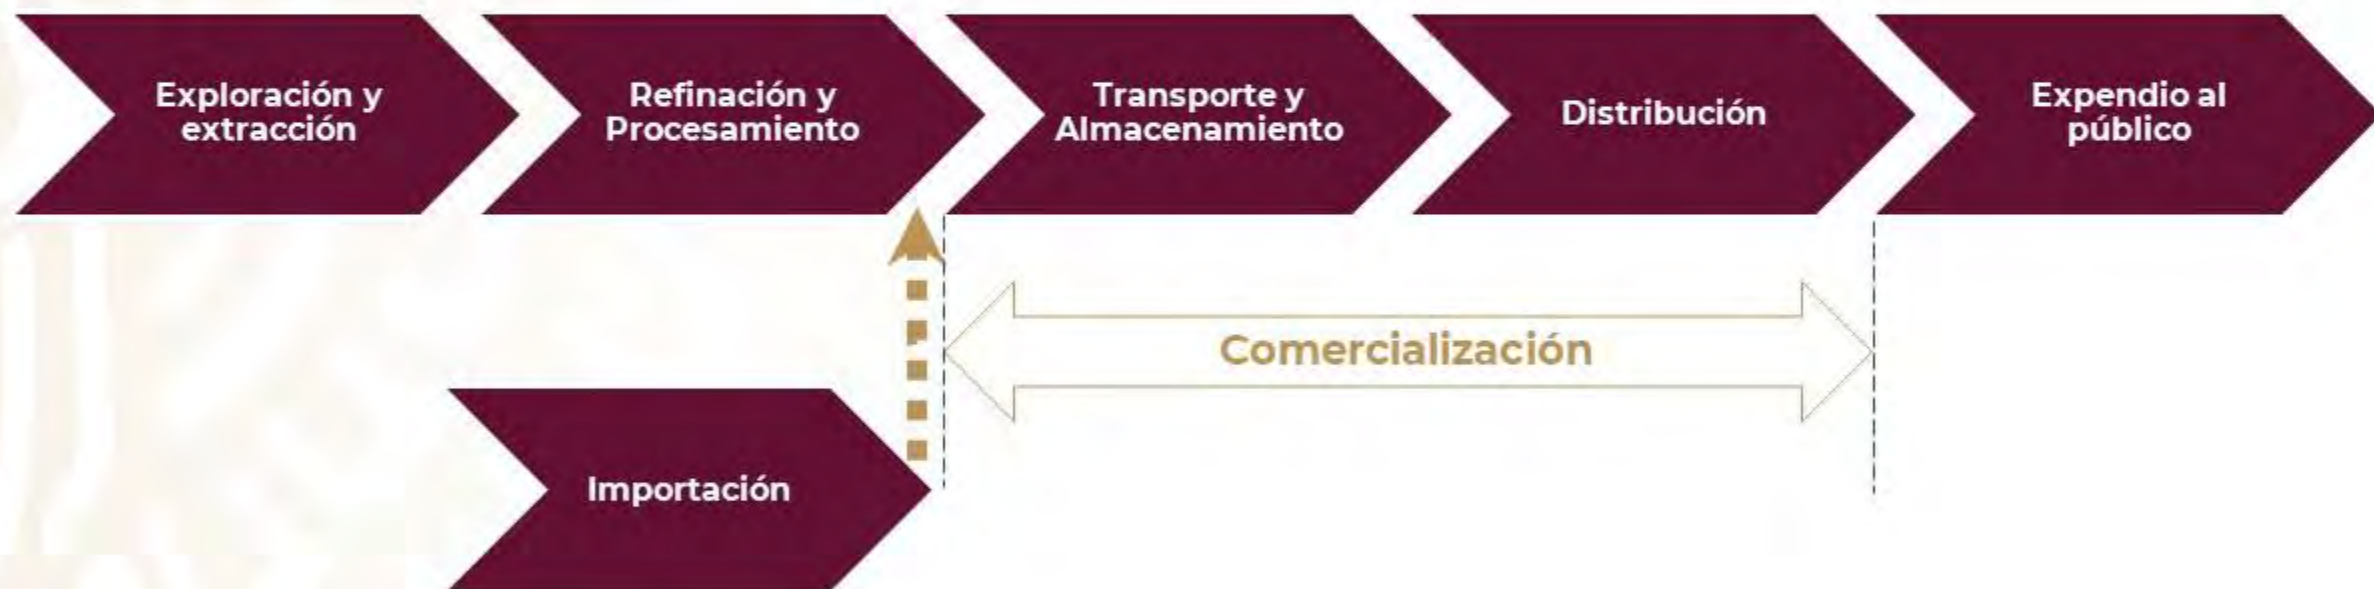 Exploración y
extracción
Refinación y
Procesamiento
Transporte y
Almacenamiento
Distribución
Expendio al
público
Comercialización
Importación